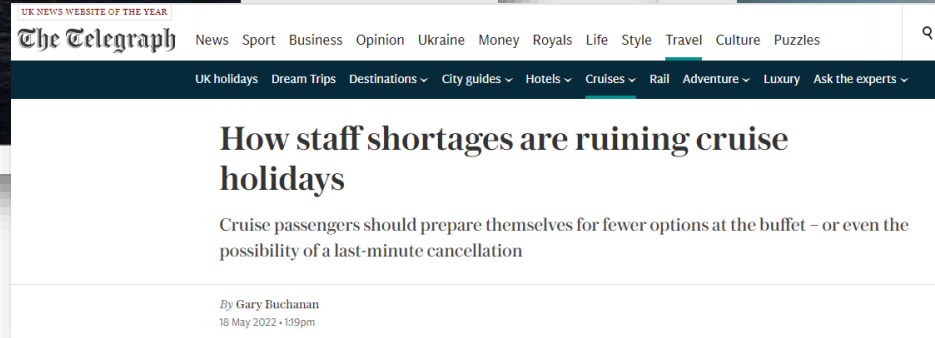 UK NEWS WEBSITE OF THE YEAR
The Telegraph
News Sport Business Opinion Ukraine Money Royals Life Style Travel Culture Puzzles
UK holidays Dream Trips Destinations City guides Hotels Cruises Rail Adventure Luxury Ask the experts
How staff shortages are ruining cruise
holidays
Cruise passengers should prepare themselves for fewer options at the buffet – or even the
possibility of a last-minute cancellation
By Gary Buchanan
18 May 2022 • 1:19pm